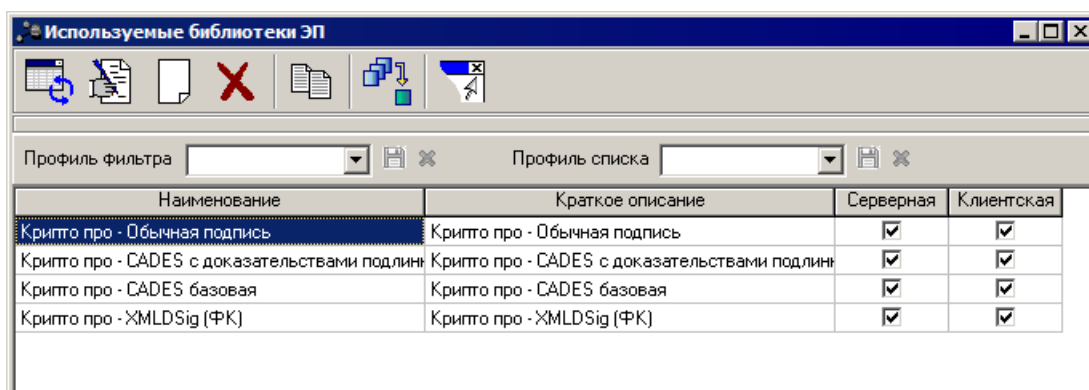 Используемые библиотеки ЭП
Профиль фильтра Профиль списка
Наименование Краткое описание Серверная Клиентская
Крипто про - Обычная подпись Крипто про - Обычная подпись
Крипто про - CADES с доказательствами Крипто про - CADES с доказательствами
Крипто про - CADES базовая Крипто про - CADES базовая
Крипто про - XMLDSig (ФК) Крипто про - XMLDSig (ФК)